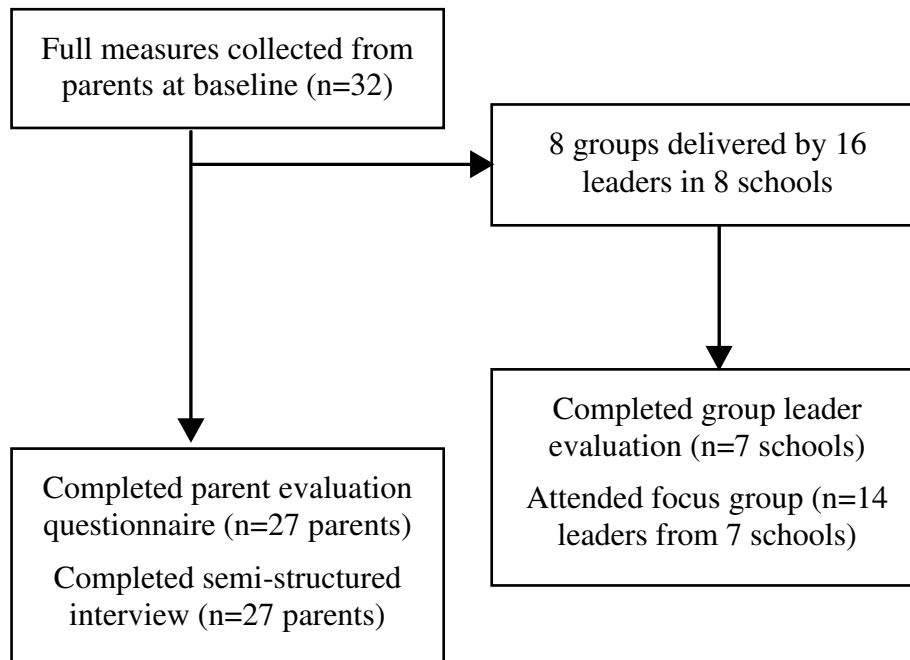 Full measures collected from
parents at baseline (n=32)
8 groups delivered by 16
leaders in 8 schools
Completed group leader
evaluation (n=7 schools)
Attended focus group (n=14
leaders from 7 schools)
Completed parent evaluation
questionnaire (n=27 parents)
Completed semi-structured
interview (n=27 parents)